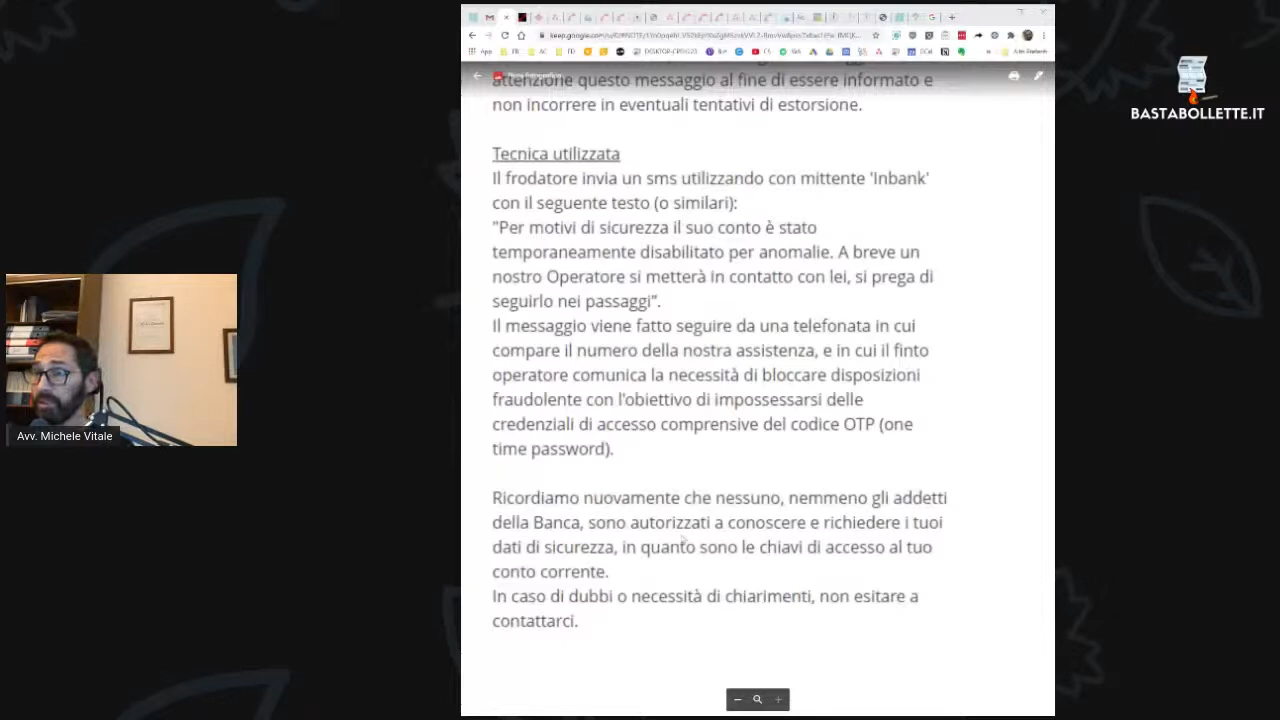 keep.google.com
App
DESKTOP-CPDN123
attenzione questo messaggio al fine di essere informato e
non incorrere in eventuali tentativi di estorsione.
Tecnica utilizzata
Il frodatore invia un sms utilizzando con mittente 'Inbank'
con il seguente testo (o similari):
"Per motivi di sicurezza il suo conto è stato
temporaneamente disabilitato per anomalie. A breve un
nostro Operatore si metterà in contatto con lei, si prega di
seguirlo nei passaggi".
Il messaggio viene fatto seguire da una telefonata in cui
compare il numero della nostra assistenza, e in cui il finto
operatore comunica la necessità di bloccare disposizioni
fraudolente con l'obiettivo di impossessarsi delle
credenziali di accesso comprensive del codice OTP (one
time password).
Ricordiamo nuovamente che nessuno, nemmeno gli addetti
della Banca, sono autorizzati a conoscere e richiedere i tuoi
dati di sicurezza, in quanto sono le chiavi di accesso al tuo
conto corrente.
In caso di dubbi o necessità di chiarimenti, non esitare a
contattarci.
BASTABOLLETTE.IT
Avv. Michele Vitale